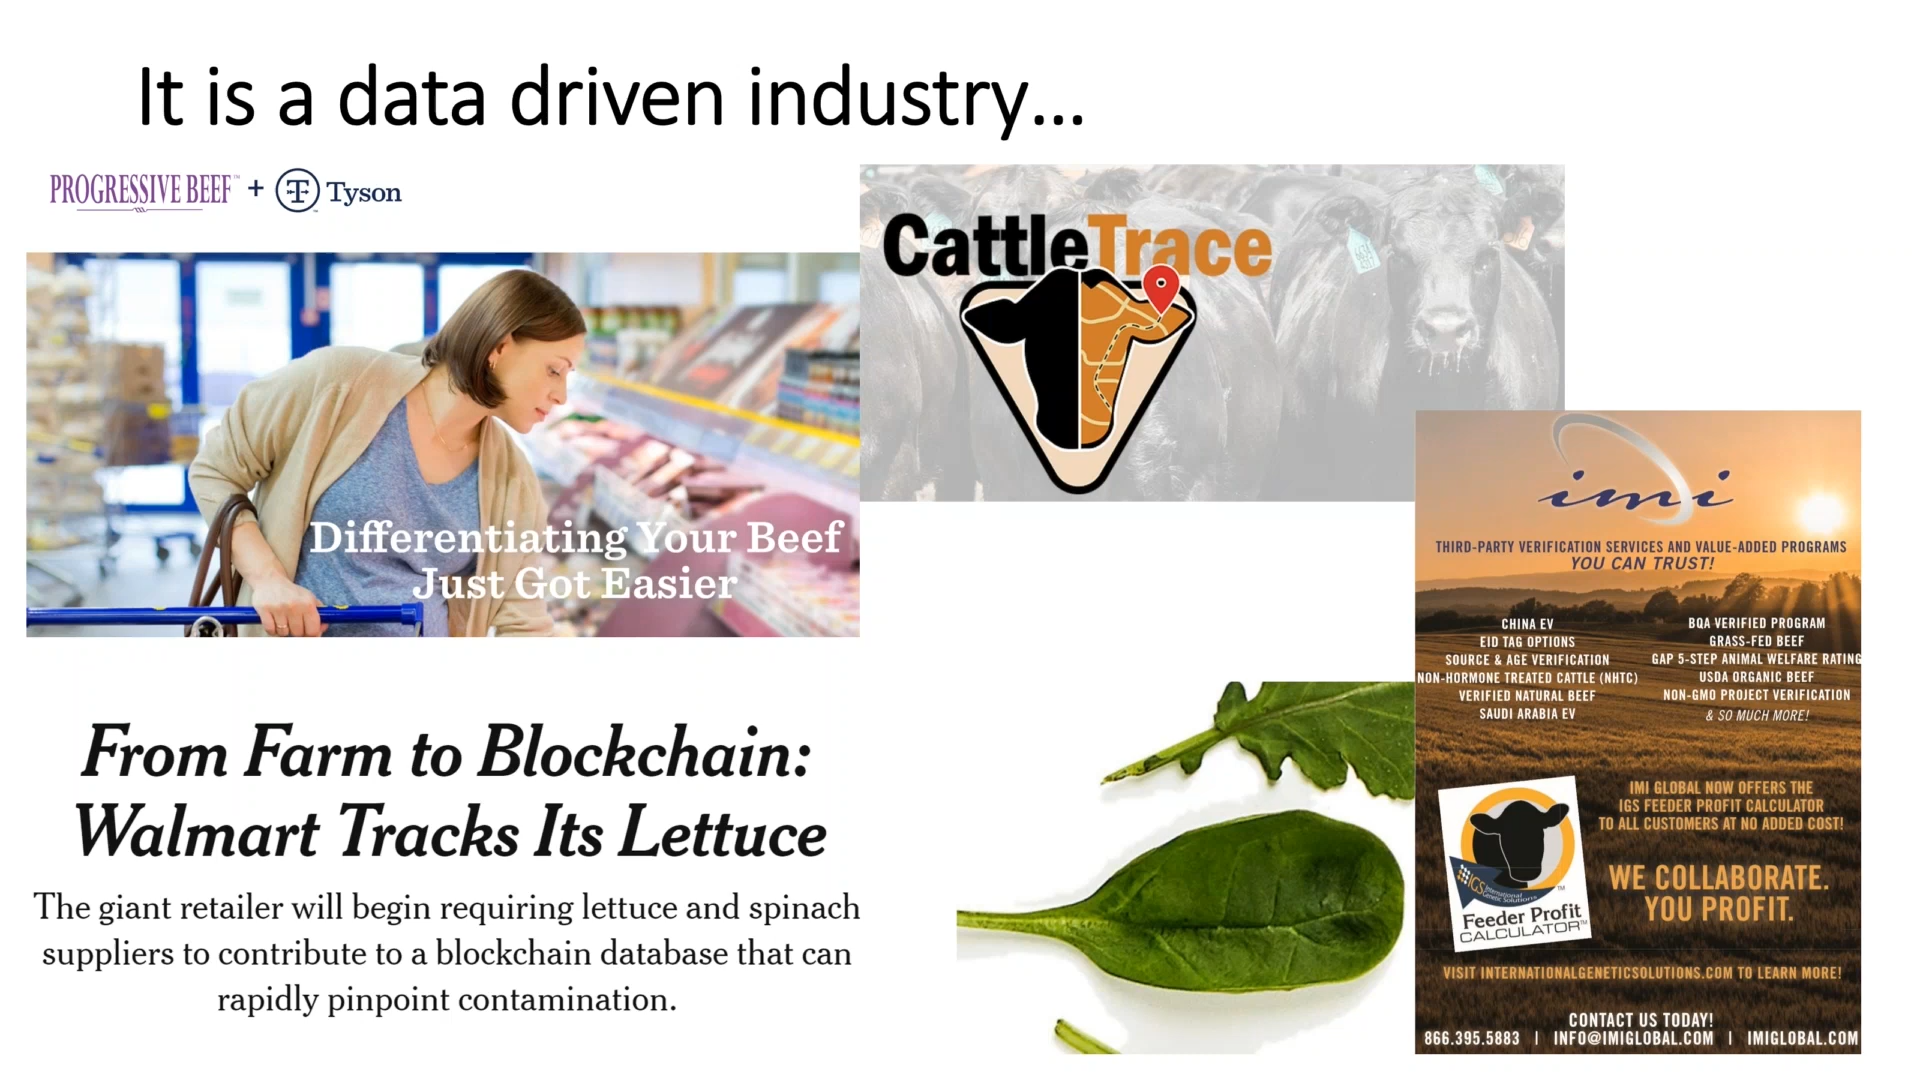 It is a data driven industry...
PROGRESSIVE BEEF™ + T Tyson
Differentiating Your Beef
Just Got Easier
CattleTrace
From Farm to Blockchain:
Walmart Tracks Its Lettuce
The giant retailer will begin requiring lettuce and spinach
suppliers to contribute to a blockchain database that can
rapidly pinpoint contamination.
imi
THIRD-PARTY VERIFICATION SERVICES AND VALUE-ADDED PROGRAMS
YOU CAN TRUST!
CHINA EV
EID TAG OPTIONS
SOURCE & AGE VERIFICATION
NON-HORMONE TREATED CATTLE (NHTC)
VERIFIED NATURAL BEEF
SAUDI ARABIA EV
BQA VERIFIED PROGRAM
GRASS-FED BEEF
GAP 5-STEP ANIMAL WELFARE RATING
USDA ORGANIC BEEF
NON-GMO PROJECT VERIFICATION
& SO MUCH MORE!
IMI GLOBAL NOW OFFERS THE
IGS FEEDER PROFIT CALCULATOR
TO ALL CUSTOMERS AT NO ADDED COST!
IGS International
Genetic Solutions
Feeder Profit
CALCULATOR™
WE COLLABORATE.
YOU PROFIT.
VISIT INTERNATIONALGENETICSOLUTIONS.COM TO LEARN MORE!
CONTACT US TODAY!
866.395.5883 | INFO@IMIGLOBAL.COM | IMIGLOBAL.COM